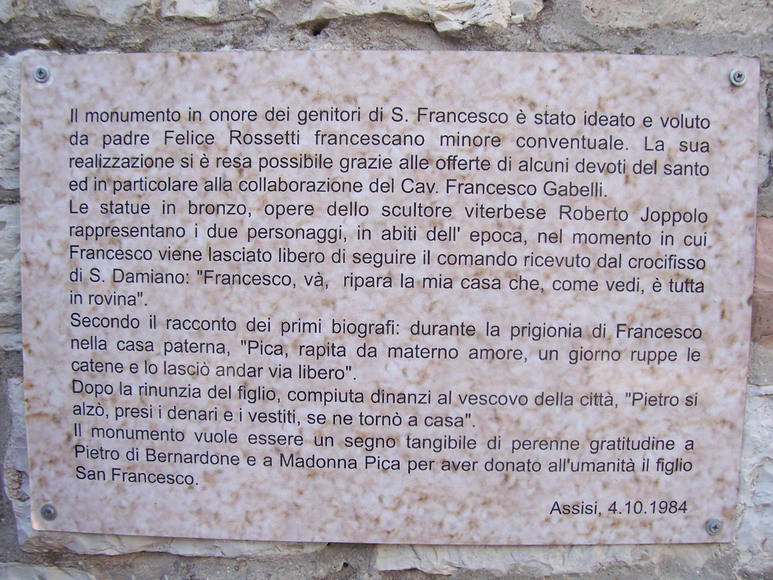 Il monumento in onore dei genitori di S. Francesco è stato ideato e voluto
da padre Felice Rossetti francescano minore conventuale. La sua
realizzazione si è resa possibile grazie alle offerte di alcuni devoti del santo
ed in particolare alla collaborazione del Cav. Francesco Gabelli.
Le statue in bronzo, opere dello scultore viterbese Roberto Joppolo
rappresentano i due personaggi, in abiti dell' epoca, nel momento in cui
Francesco viene lasciato libero di seguire il comando ricevuto dal crocifisso
di S. Damiano: "Francesco, và, ripara la mia casa che, come vedi, è tutta
in rovina".
Secondo il racconto dei primi biografi: durante la prigionia di Francesco
nella casa paterna, "Pica, rapita da materno amore, un giorno ruppe le
catene e lo lasciò andar via libero".
Dopo la rinunzia del figlio, compiuta dinanzi al vescovo della città, "Pietro si
alzò, presi i denari e i vestiti, se ne tornò a casa".
Il monumento vuole essere un segno tangibile di perenne gratitudine a
Pietro di Bernardone e a Madonna Pica per aver donato all'umanità il figlio
San Francesco.
Assisi, 4.10.1984